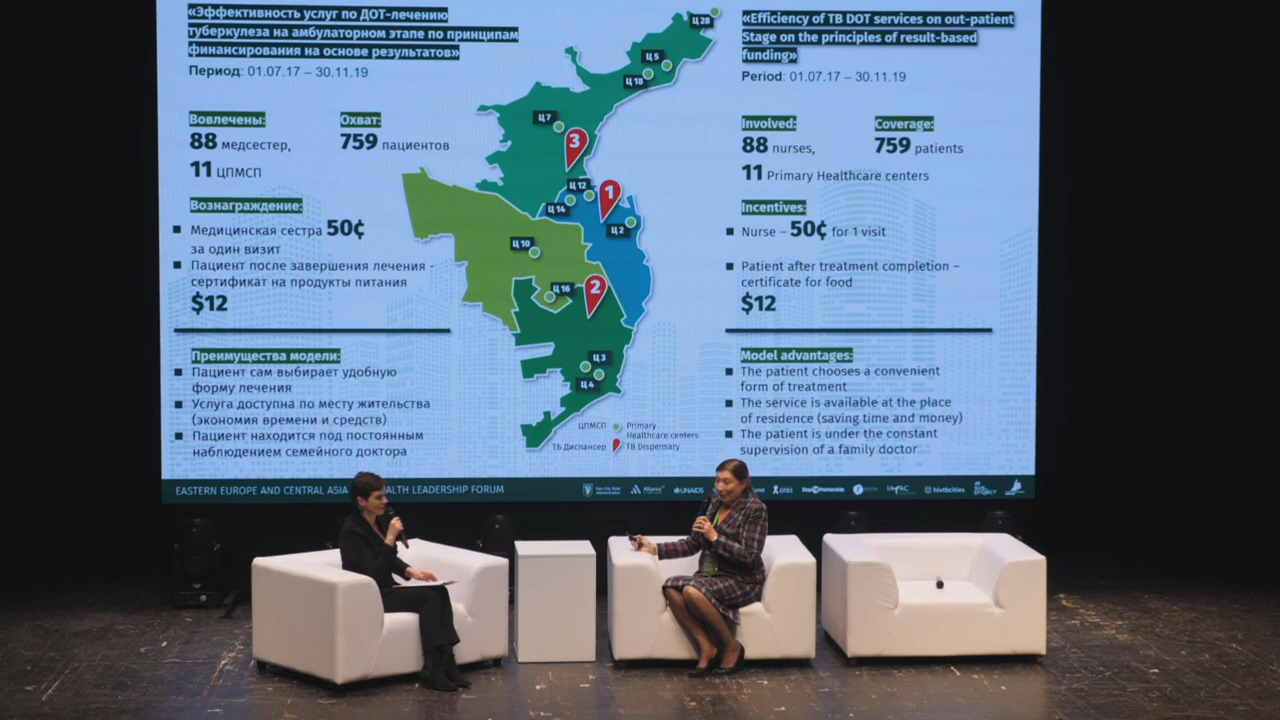 «Эффективность услуг по ДОТ-лечению
туберкулеза на амбулаторном этапе по принципам
финансирования на основе результатов»
Период: 01.07.17 – 30.11.19
Вовлечены:
88 медсестер,
11 ЦПМСП
Охват:
759 пациентов
Вознаграждение:
Медицинская сестра 50¢
за один визит
Пациент после завершения лечения -
сертификат на продукты питания
$12
Преимущества модели:
Пациент сам выбирает удобную
форму лечения
Услуга доступна по месту жительства
(экономия времени и средств)
Пациент находится под постоянным
наблюдением семейного доктора
Ц 28
Ц 5
Ц 18
Ц 7
3
Ц 12
1
Ц 14
Ц 2
Ц 10
Ц 16
2
Ц 3
Ц 4
ЦПМСП
Primary
Healthcare centers
ТБ Диспансер
TB Dispensary
«Efficiency of TB DOT services on out-patient
Stage on the principles of result-based
funding»
Period: 01.07.17 – 30.11.19
Involved:
88 nurses,
11 Primary Healthcare centers
Coverage:
759 patients
Incentives:
Nurse – 50¢ for 1 visit
Patient after treatment completion –
certificate for food
$12
Model advantages:
The patient chooses a convenient
form of treatment
The service is available at the place
of residence (saving time and money)
The patient is under the constant
supervision of a family doctor
EASTERN EUROPE AND CENTRAL ASIA
LEADERSHIP FORUM
Alliance
UNAIDS
hiv+tbcities